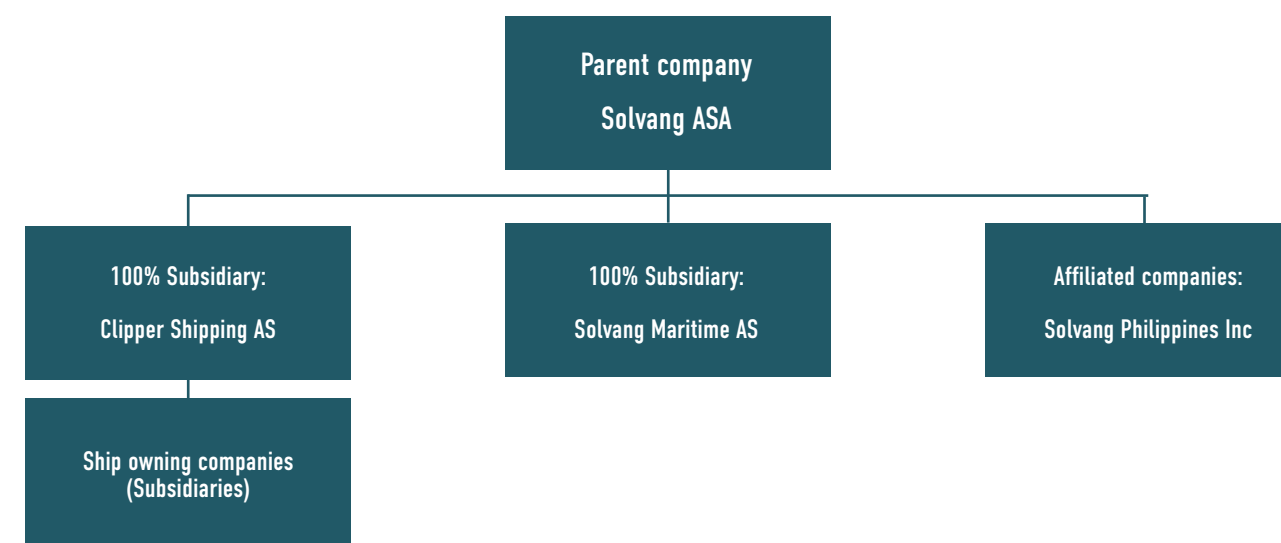 Parent company
Solvang ASA
100% Subsidiary:
Clipper Shipping AS
100% Subsidiary:
Solvang Maritime AS
Affiliated companies:
Solvang Philippines Inc
Ship owning companies
(Subsidiaries)